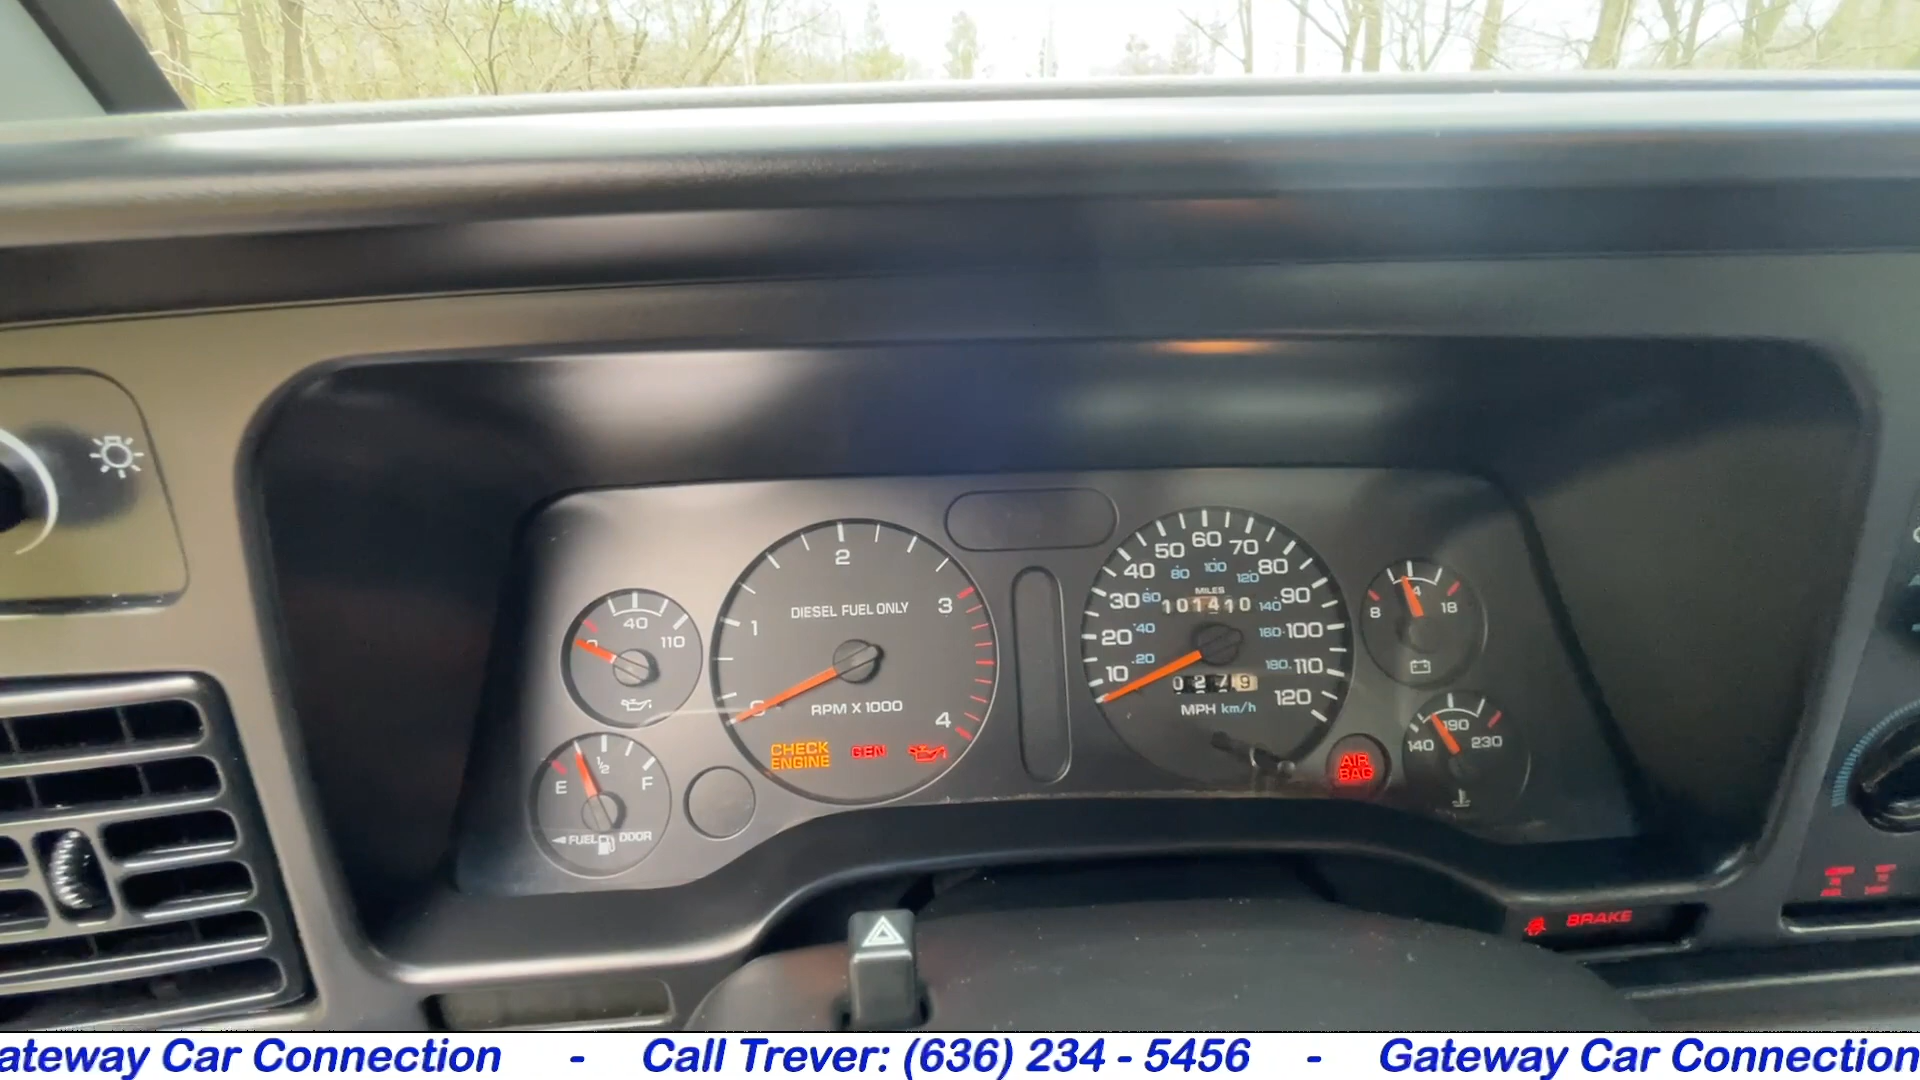 60
50 70
2
40 80 100 120 80
MILES
DIESEL FUEL ONLY 3 30 60 101410 140 90
40 8 18
1 20 40 160 100
110
10 20 180 110
0 0279 120
RPM X 1000 4 MPH km/h
190
140 230
CHECK ENGINE GEN
AIR BAG
E 1/2 F
FUEL DOOR
BRAKE
ateway Car Connection - Call Trever: (636) 234 - 5456 - Gateway Car Connection